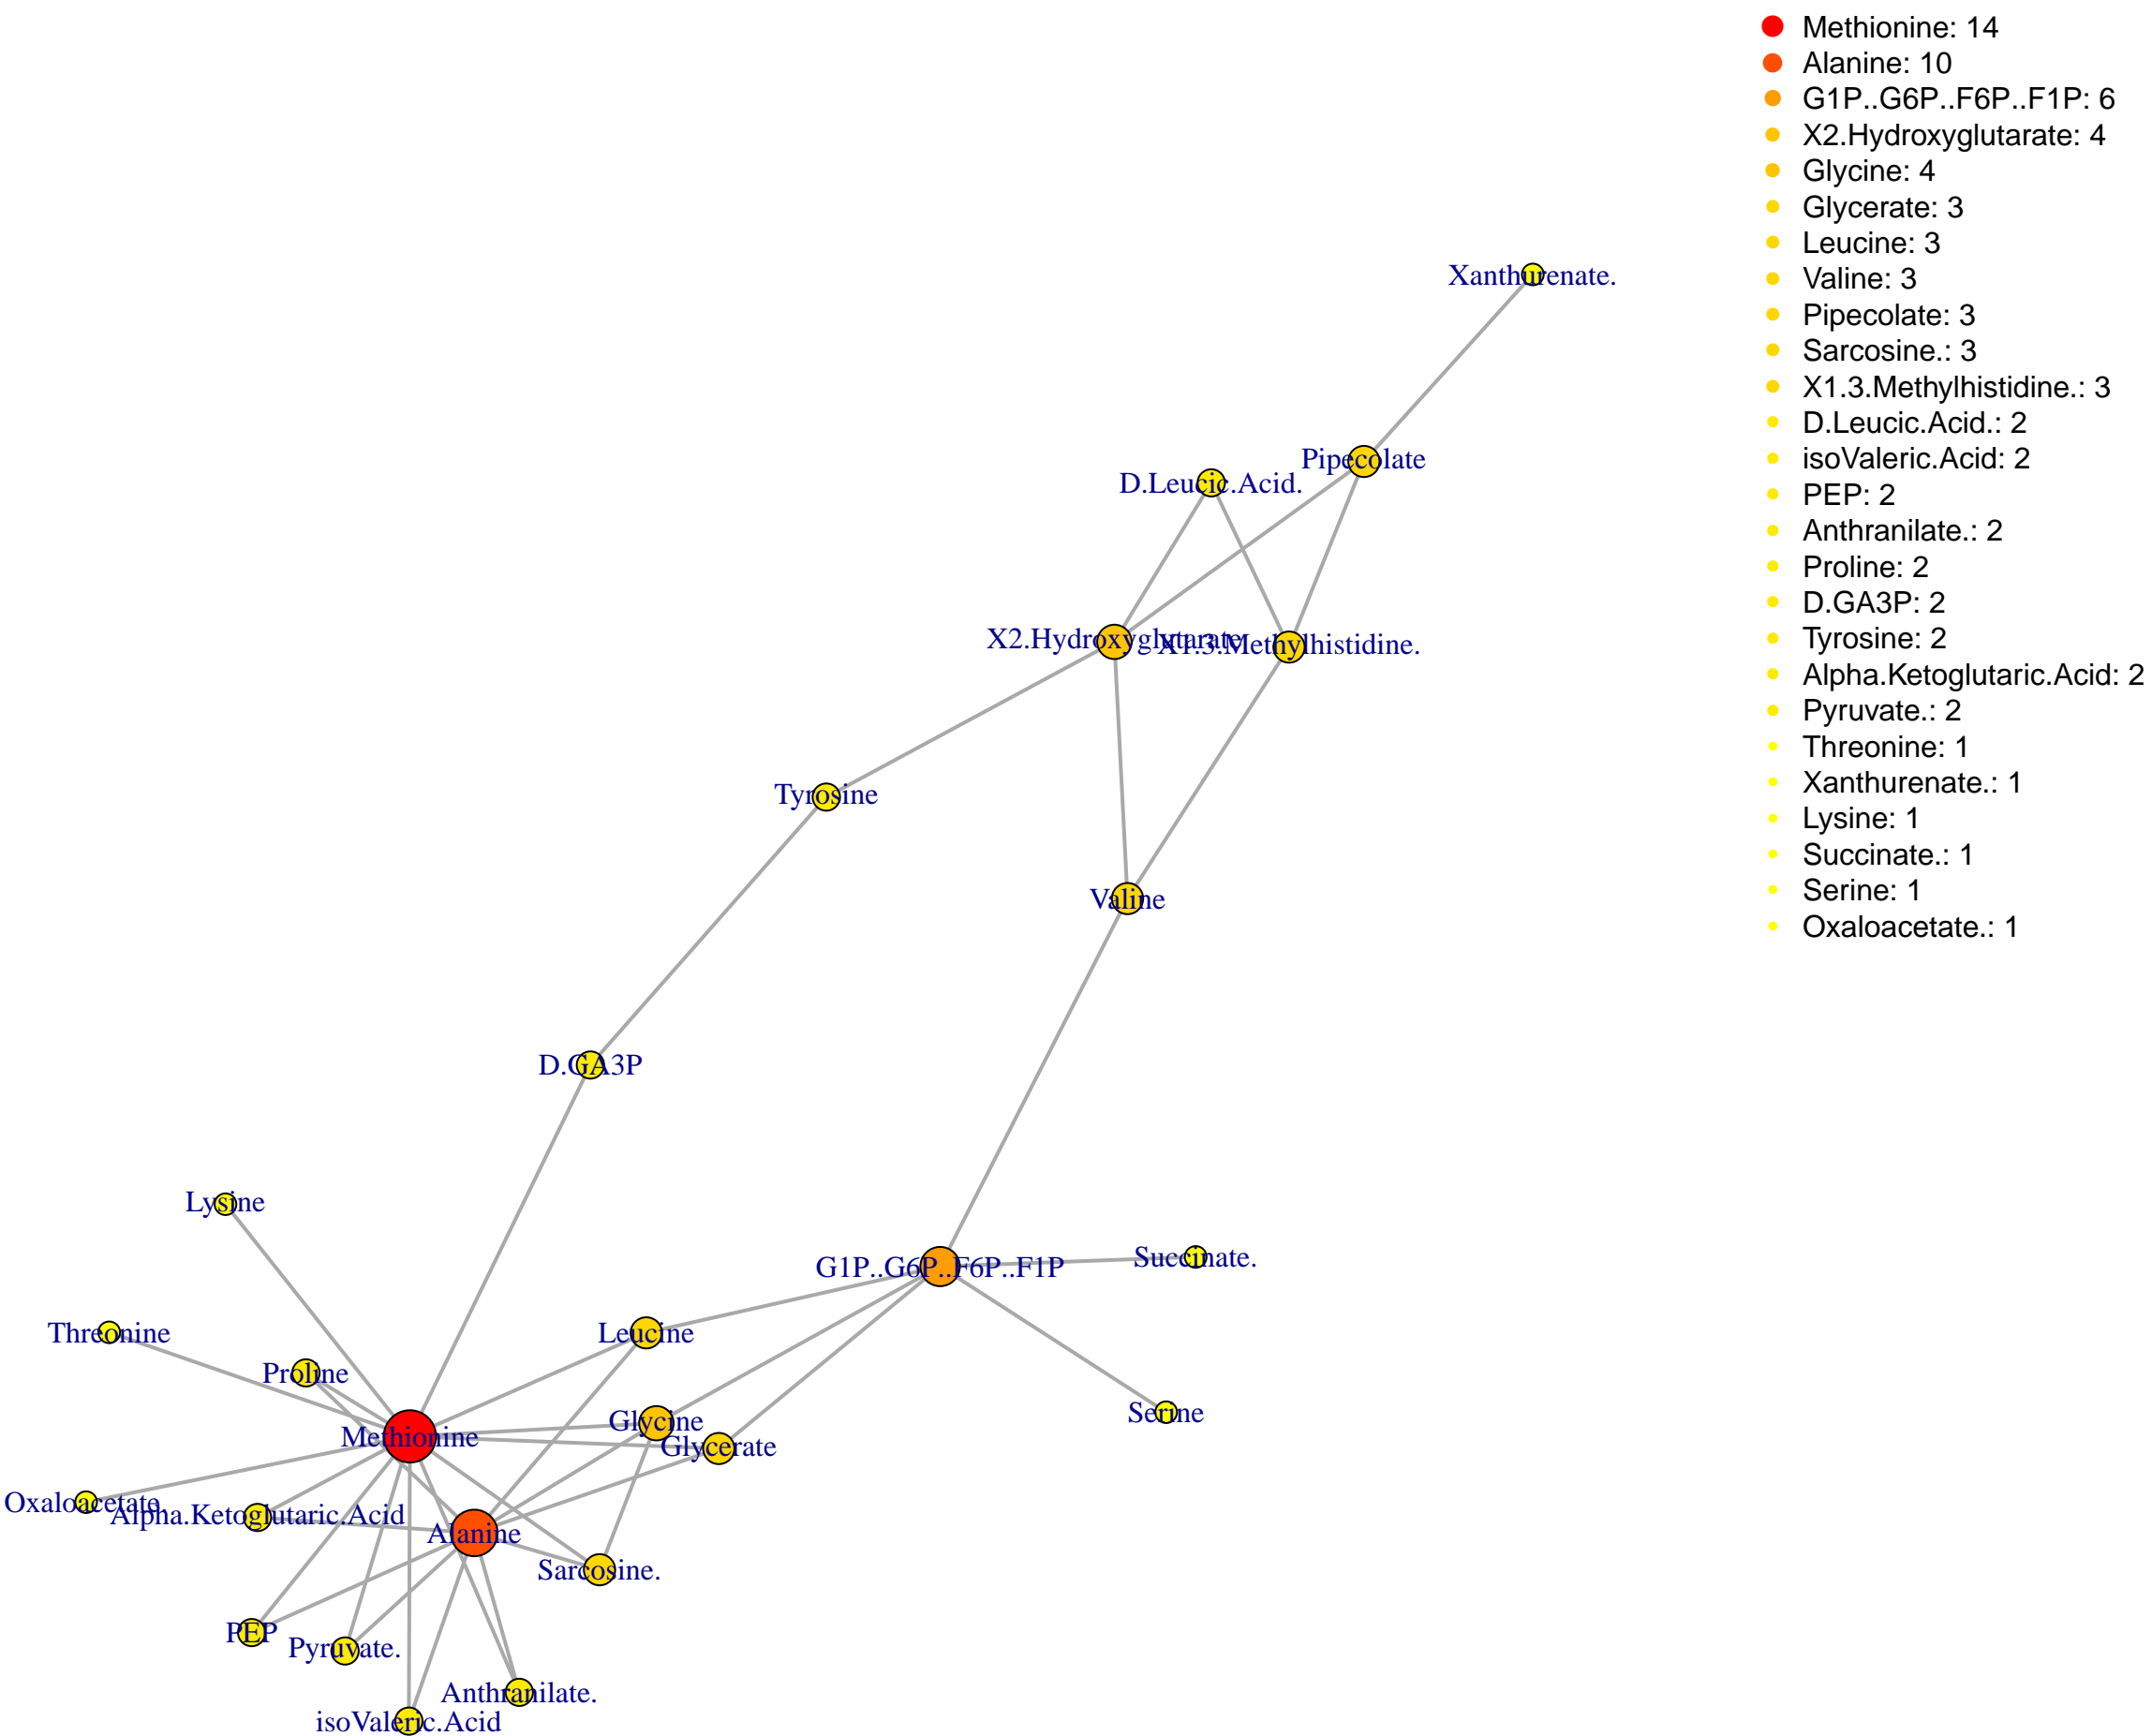 Methionine: 14
Alanine: 10
G1P..G6P..F6P..F1P: 6
X2.Hydroxyglutarate: 4
Glycine: 4
Glycerate: 3
Leucine: 3
Valine: 3
Pipecolate: 3
Sarcosine.: 3
X1.3.Methylhistidine.: 3
D.Leucic.Acid.: 2
isoValeric.Acid: 2
PEP: 2
Anthranilate.: 2
Proline: 2
D.GA3P: 2
Tyrosine: 2
Alpha.Ketoglutaric.Acid: 2
Pyruvate.: 2
Threonine: 1
Xanthurenate.: 1
Lysine: 1
Succinate.: 1
Serine: 1
Oxaloacetate.: 1
Xanthurenate.
Pipecolate
D.Leucic.Acid.
X2.Hydroxyglutarate
X1.3.Methylhistidine.
Tyrosine
Valine
D.GA3P
Lysine
G1P..G6P..F6P..F1P
Succinate.
Threonine
Leucine
Proline
Serine
Glycine
Methionine
Glycerate
Oxaloacetate.
Alpha.Ketoglutaric.Acid
Alanine
Sarcosine.
PEP
Pyruvate.
Anthranilate.
isoValeric.Acid